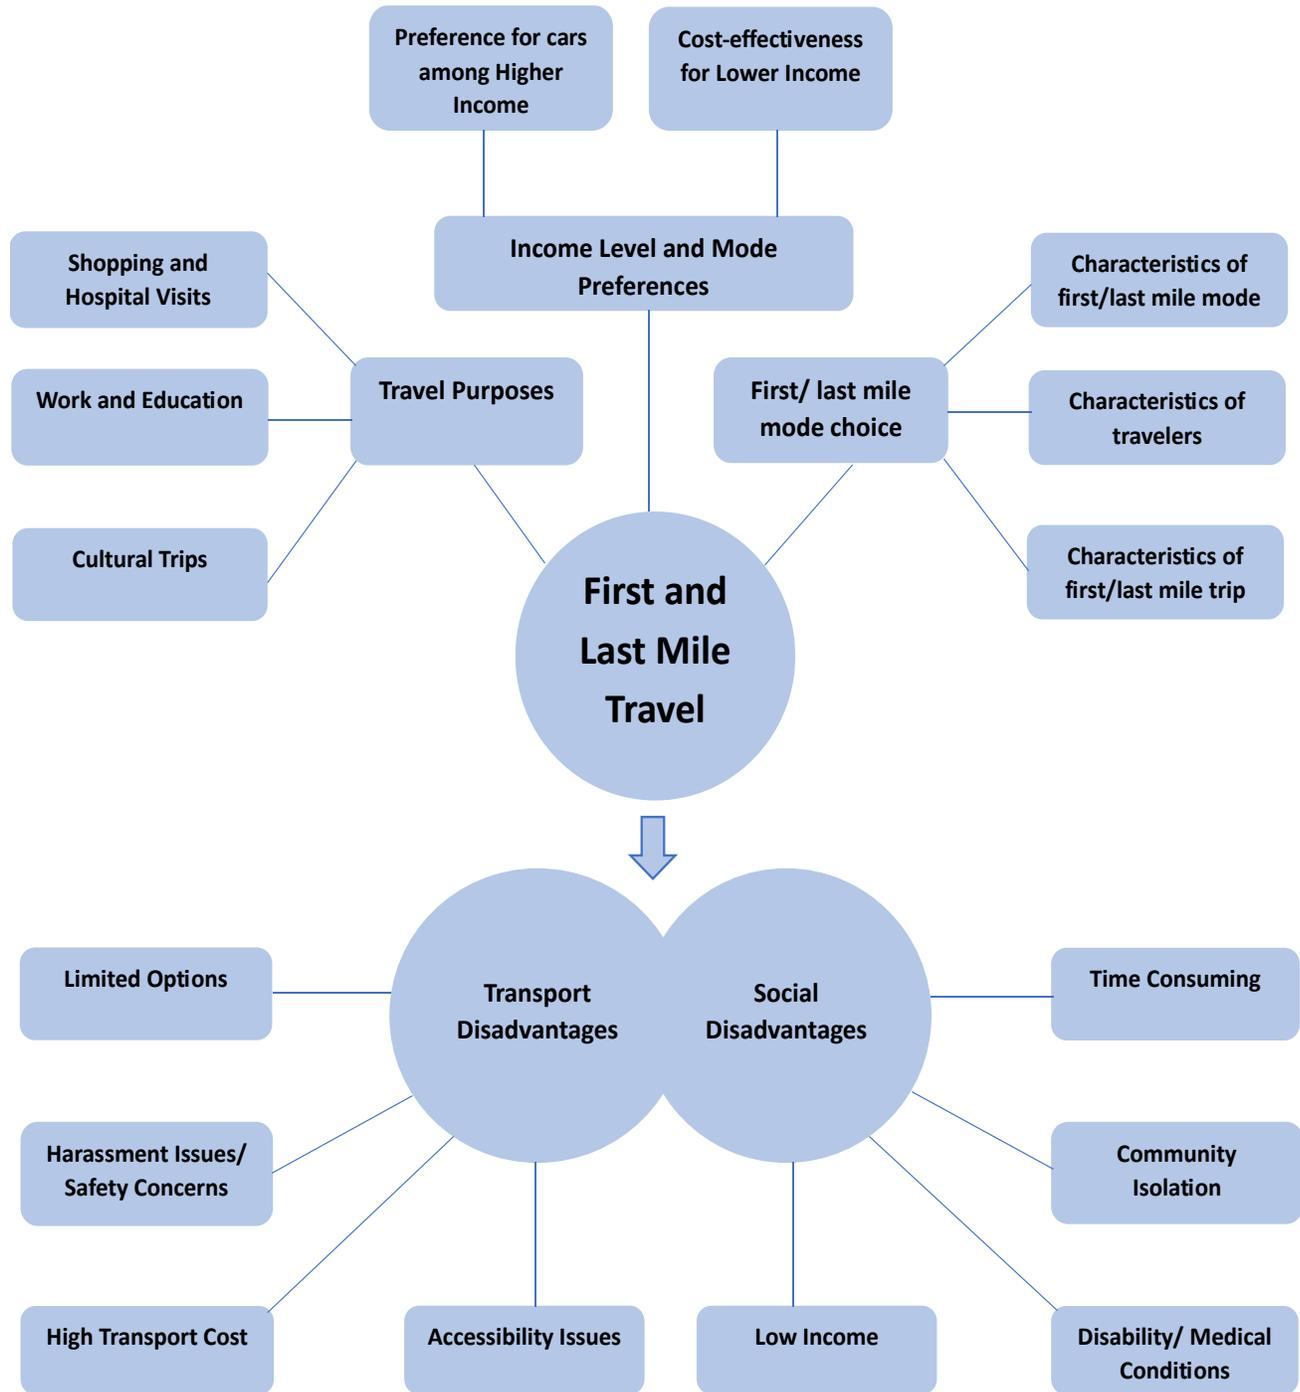 Preference for cars
among Higher
Income
Cost-effectiveness
for Lower Income
Income Level and Mode
Preferences
Shopping and
Hospital Visits
Work and Education
Cultural Trips
Travel Purposes
First/ last mile
mode choice
Characteristics of
first/last mile mode
Characteristics of
travelers
Characteristics of
first/last mile trip
First and
Last Mile
Travel
Transport
Disadvantages
Social
Disadvantages
Limited Options
Harassment Issues/
Safety Concerns
High Transport Cost
Accessibility Issues
Low Income
Time Consuming
Community
Isolation
Disability/ Medical
Conditions